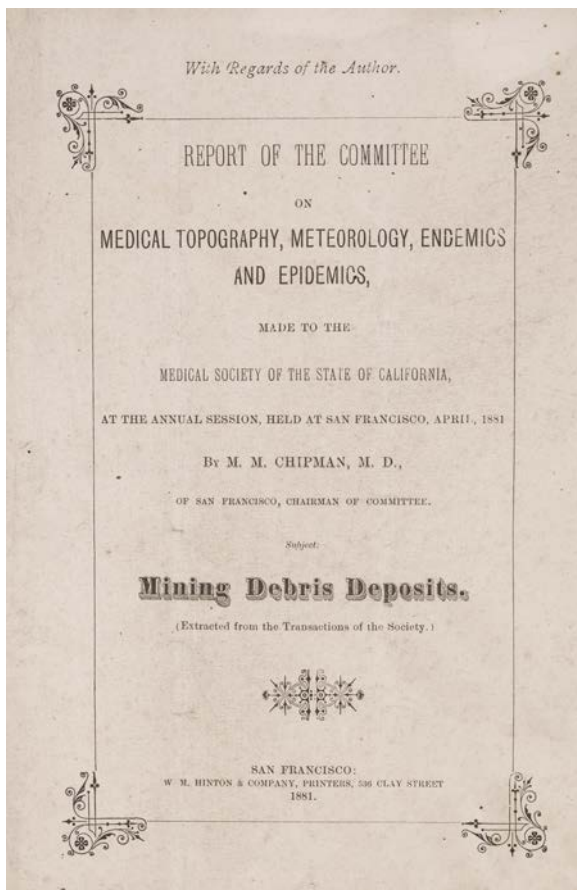 With Regards of the Author.
REPORT OF THE COMMITTEE
ON
MEDICAL TOPOGRAPHY, METEOROLOGY, ENDEMICS
AND EPIDEMICS,
MADE TO THE
MEDICAL SOCIETY OF THE STATE OF CALIFORNIA,
AT THE ANNUAL SESSION, HELD AT SAN FRANCISCO, APRIL, 1881
BY M. M. CHIPMAN, M. D.,
OF SAN FRANCISCO, CHAIRMAN OF COMMITTEE.
Subject:
Mining Debris Deposits.
(Extracted from the Transactions of the Society.)
SAN FRANCISCO:
W. M. HINTON & COMPANY, PRINTERS, 536 CLAY STREET
1881.